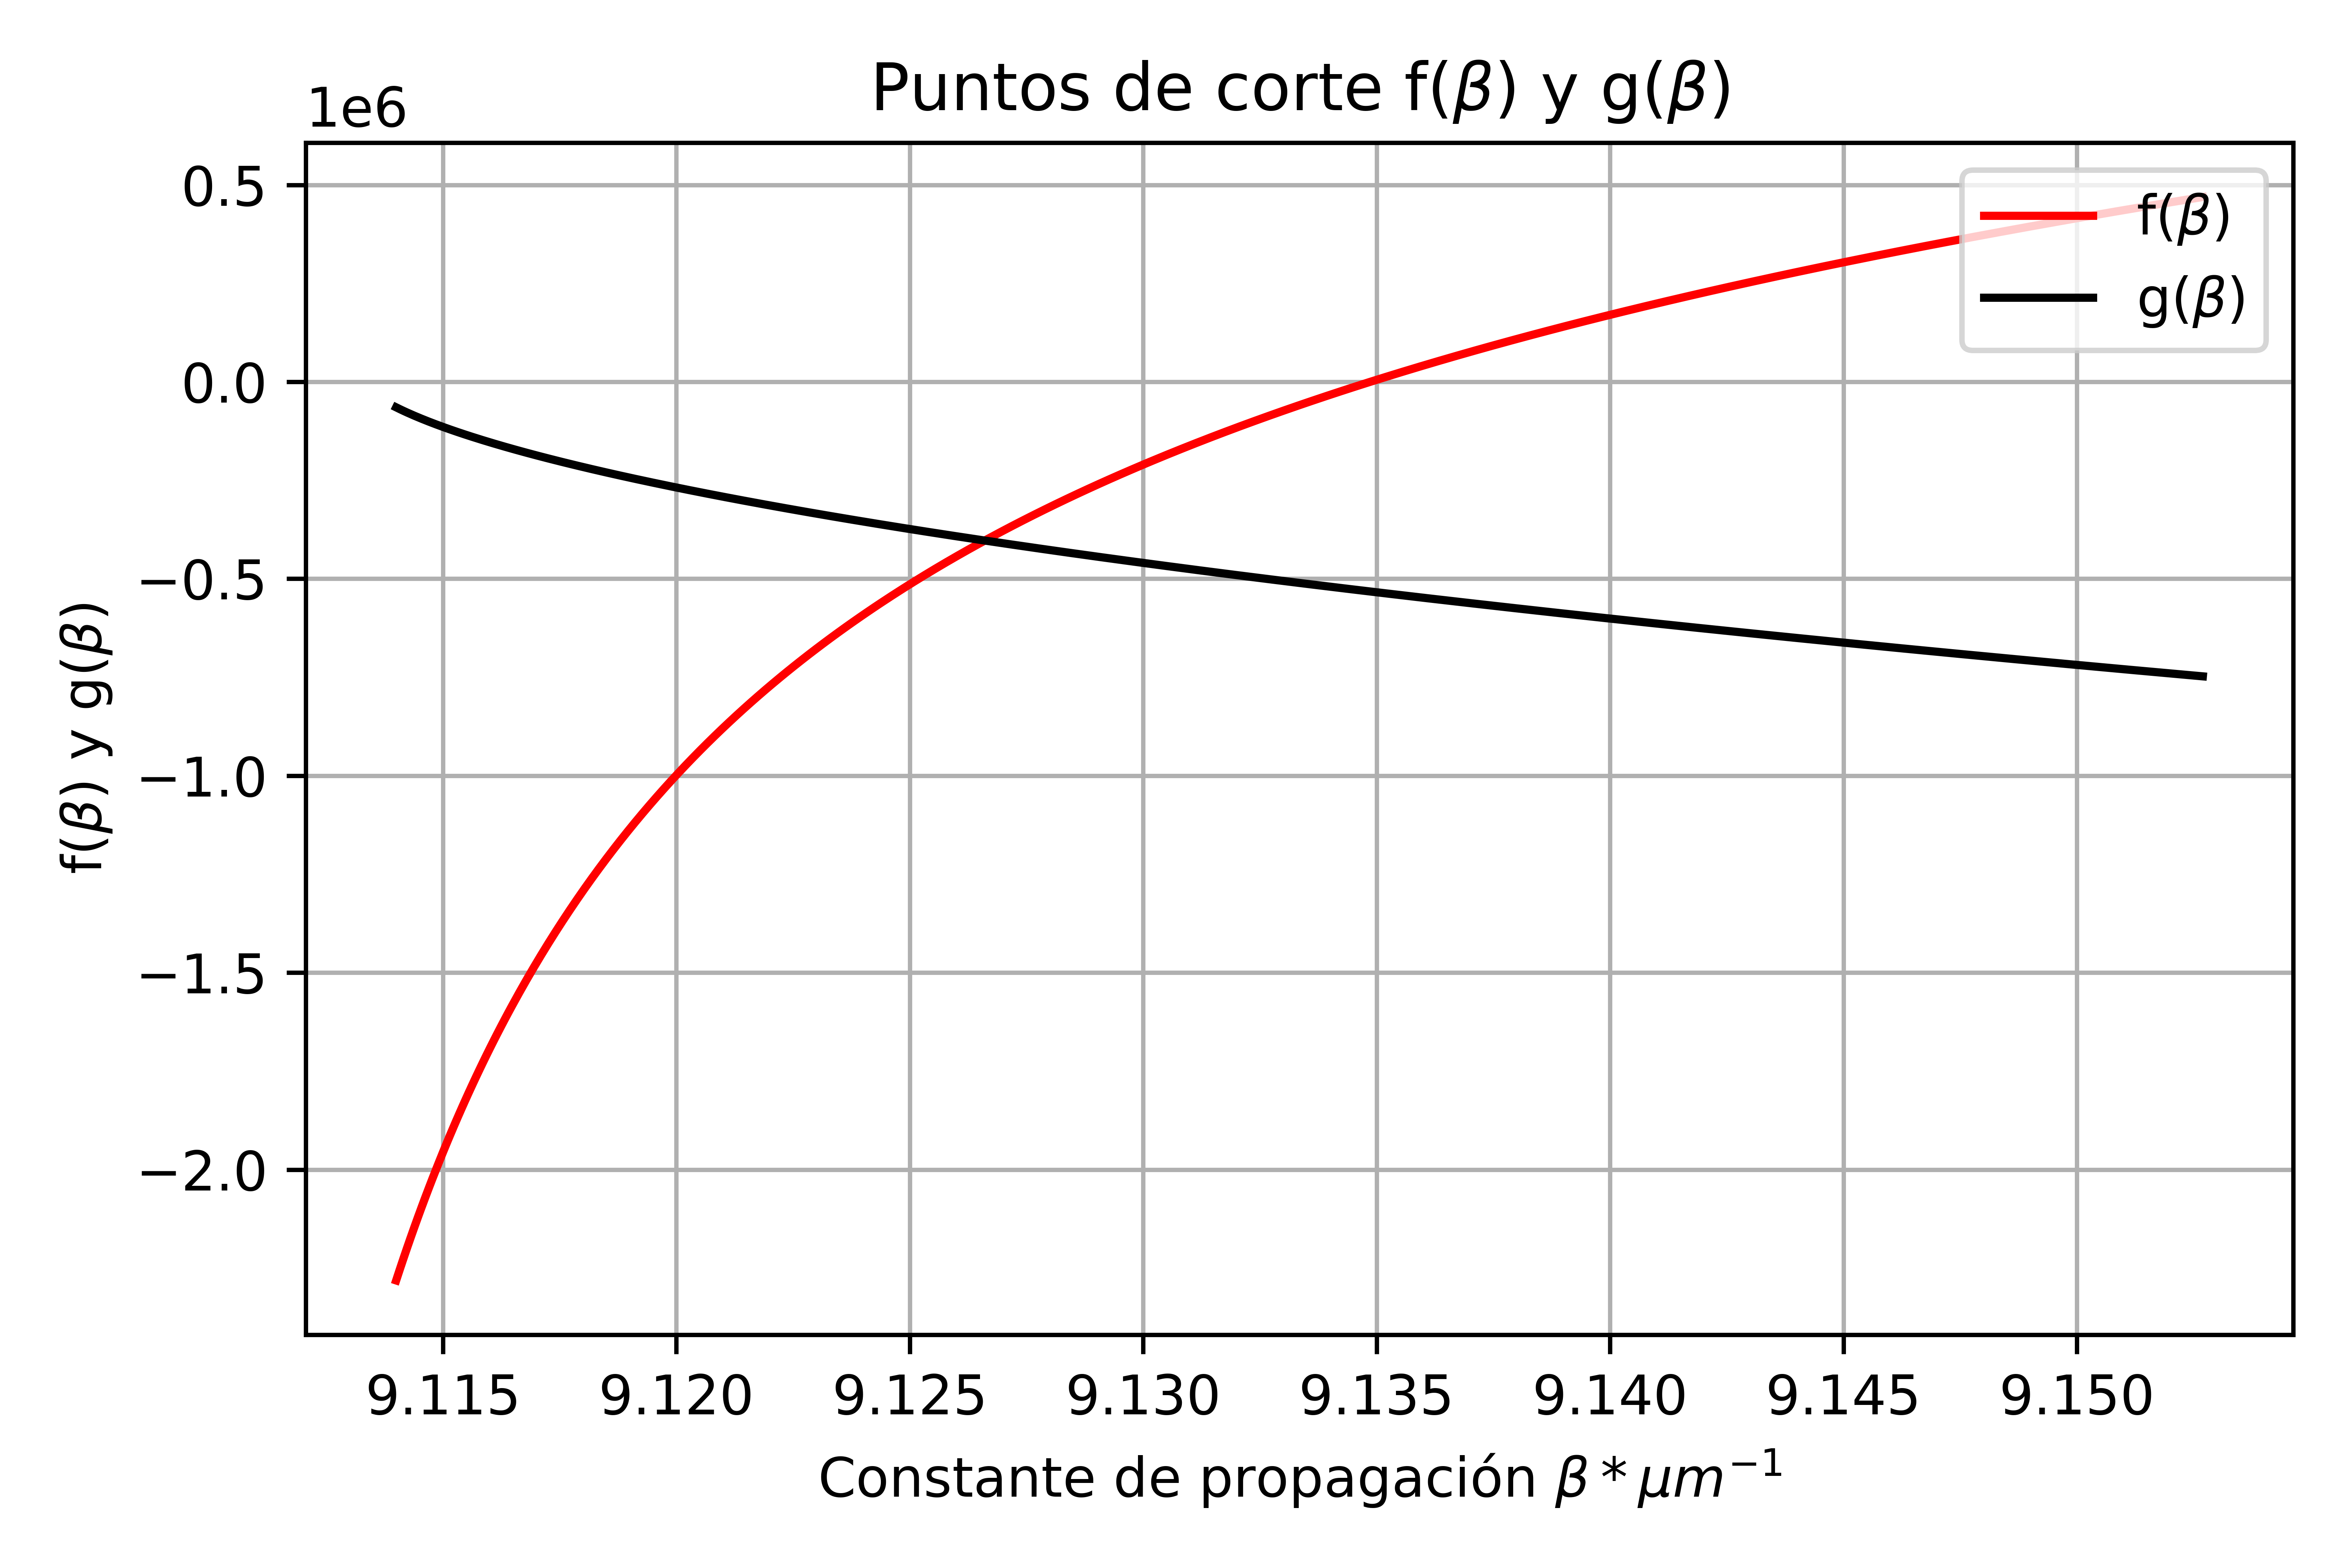 Puntos de corte f(β) y g(β)
1e6
0.5
0.0
−0.5
−1.0
−1.5
−2.0
f(β) y g(β)
f(β)
g(β)
9.115 9.120 9.125 9.130 9.135 9.140 9.145 9.150
Constante de propagación β * μm⁻¹